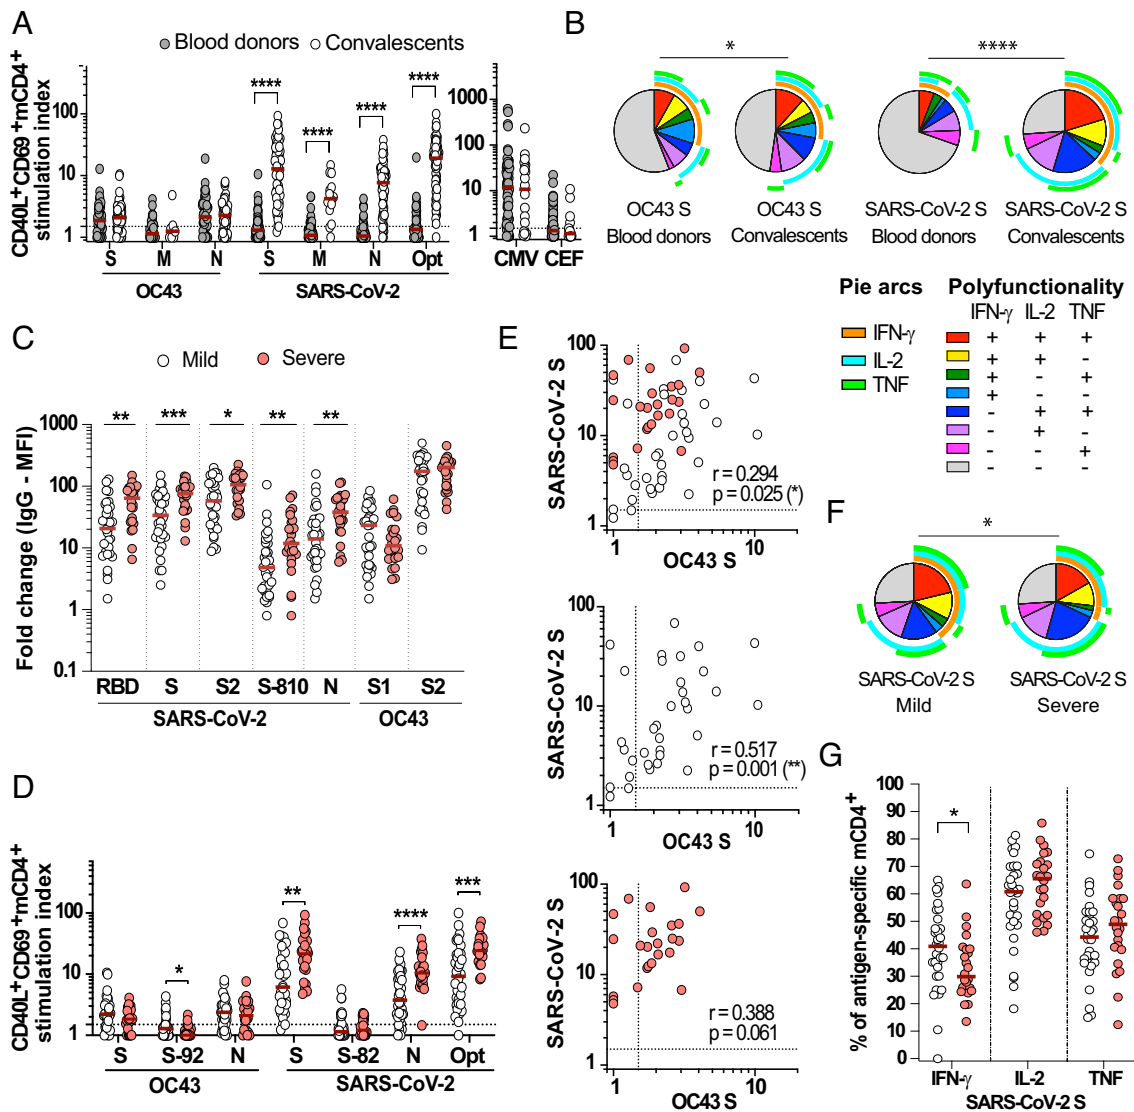 A
Blood donors Convalescents
CD40L+CD69+mCD4+
stimulation index
100
10
1
**** **** **** ****
S M N S M N Opt
OC43 SARS-CoV-2
1000
100
10
1
CMV CEF
B
* ****
OC43 S
Blood donors
OC43 S
Convalescents
SARS-CoV-2 S
Blood donors
SARS-CoV-2 S
Convalescents
Pie arcs
IFN-γ
IL-2
TNF
Polyfunctionality
IFN-γ IL-2 TNF
+ + +
+ + -
+ - +
+ - -
- + +
- + -
- - +
- - -
C
Mild Severe
Fold change (IgG - MFI)
1000
100
10
1
0.1
** *** * ** **
RBD S S2 S-810 N S1 S2
SARS-CoV-2 OC43
D
CD40L+CD69+mCD4+
stimulation index
100
10
1
* ** **** ***
S S-92 N S S-82 N Opt
OC43 SARS-CoV-2
E
SARS-CoV-2 S
100
10
1
r = 0.294
p = 0.025 (*)
1 10
OC43 S
SARS-CoV-2 S
100
10
1
r = 0.517
p = 0.001 (**)
1 10
OC43 S
SARS-CoV-2 S
100
10
1
r = 0.388
p = 0.061
1 10
OC43 S
F
*
SARS-CoV-2 S
Mild
SARS-CoV-2 S
Severe
G
% of antigen-specific mCD4+
100
90
80
70
60
50
40
30
20
10
0
*
IFN-γ IL-2 TNF
SARS-CoV-2 S